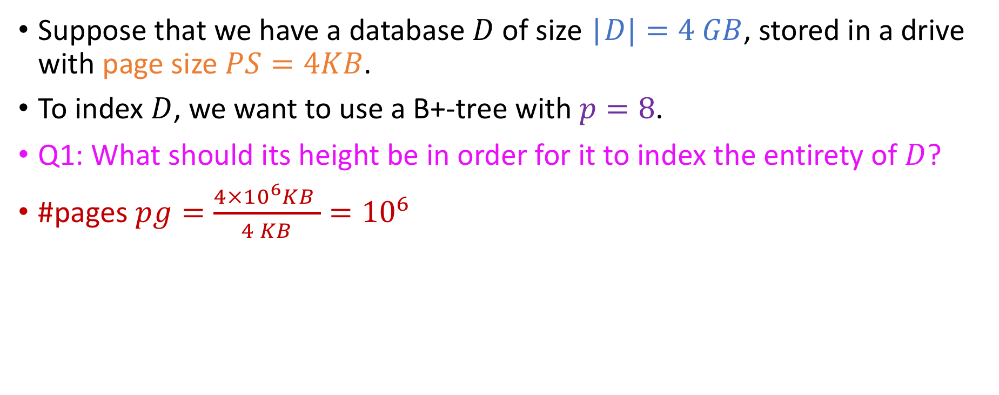 • Suppose that we have a database 𝐷 of size |𝐷| = 4 𝐺𝐵, stored in a drive
with page size 𝑃𝑆 = 4𝐾𝐵.
• To index 𝐷, we want to use a B+-tree with 𝑝 = 8.
• Q1: What should its height be in order for it to index the entirety of 𝐷?
• #pages 𝑝𝑔 = \frac{4×10^6 𝐾𝐵}{4 𝐾𝐵} = 10^6